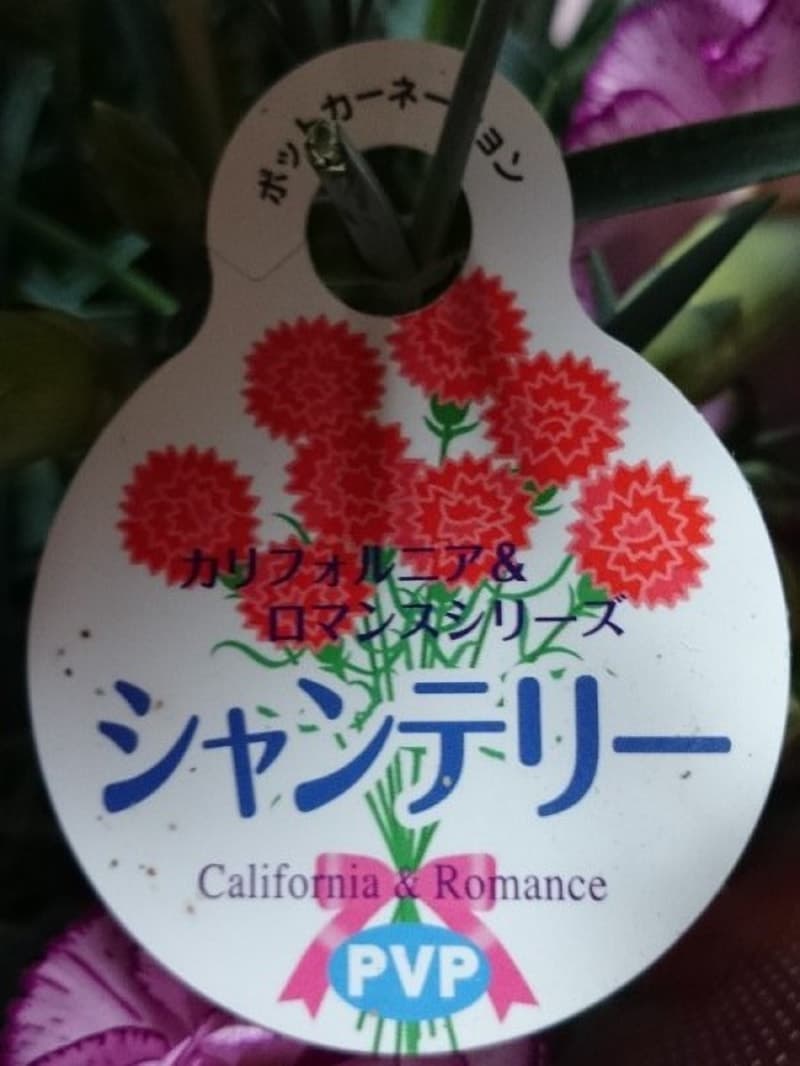 ポットカーネーション
カリフォルニア&
ロマンスシリーズ
シャンテリー
California & Romance
PVP